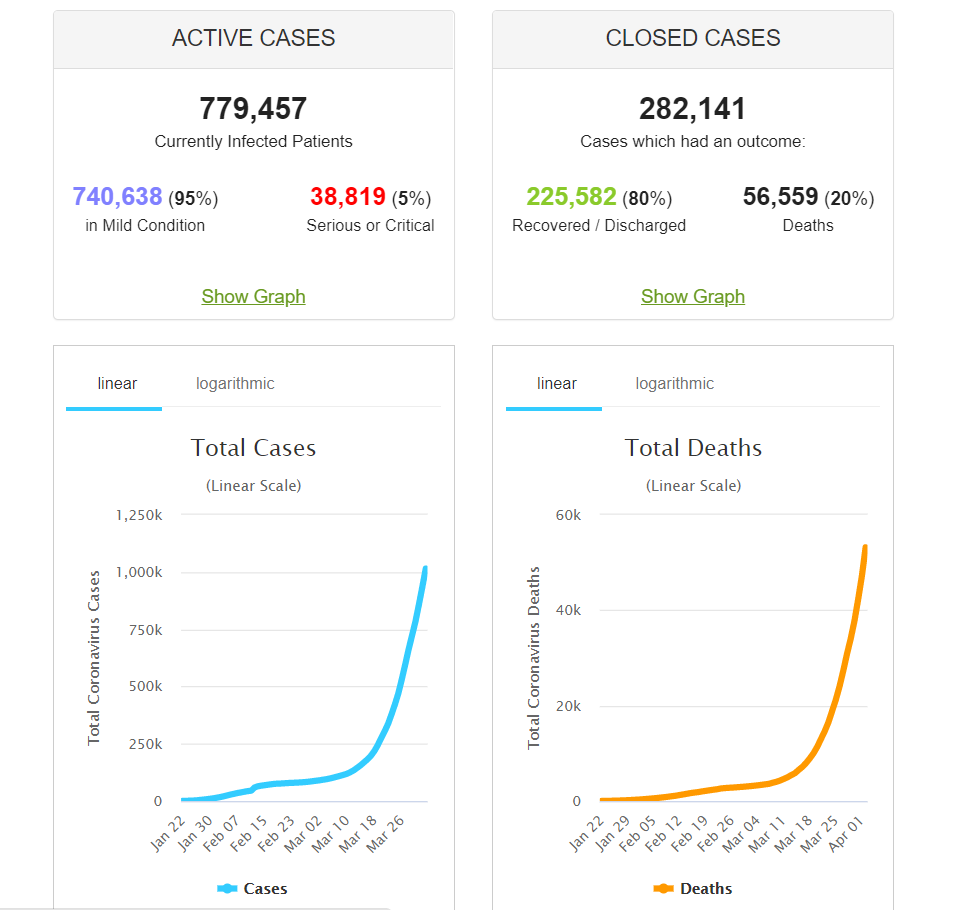 ACTIVE CASES
779,457
Currently Infected Patients
740,638 (95%)
in Mild Condition
38,819 (5%)
Serious or Critical
Show Graph
CLOSED CASES
282,141
Cases which had an outcome:
225,582 (80%)
Recovered / Discharged
56,559 (20%)
Deaths
Show Graph
linear
logarithmic
Total Cases
(Linear Scale)
Total Coronavirus Cases
1,250k
1,000k
750k
500k
250k
0
Jan 22
Jan 30
Feb 07
Feb 15
Feb 23
Mar 02
Mar 10
Mar 18
Mar 26
Cases
linear
logarithmic
Total Deaths
(Linear Scale)
Total Coronavirus Deaths
60k
40k
20k
0
Jan 22
Jan 29
Feb 05
Feb 12
Feb 19
Feb 26
Mar 04
Mar 11
Mar 18
Mar 25
Apr 01
Deaths